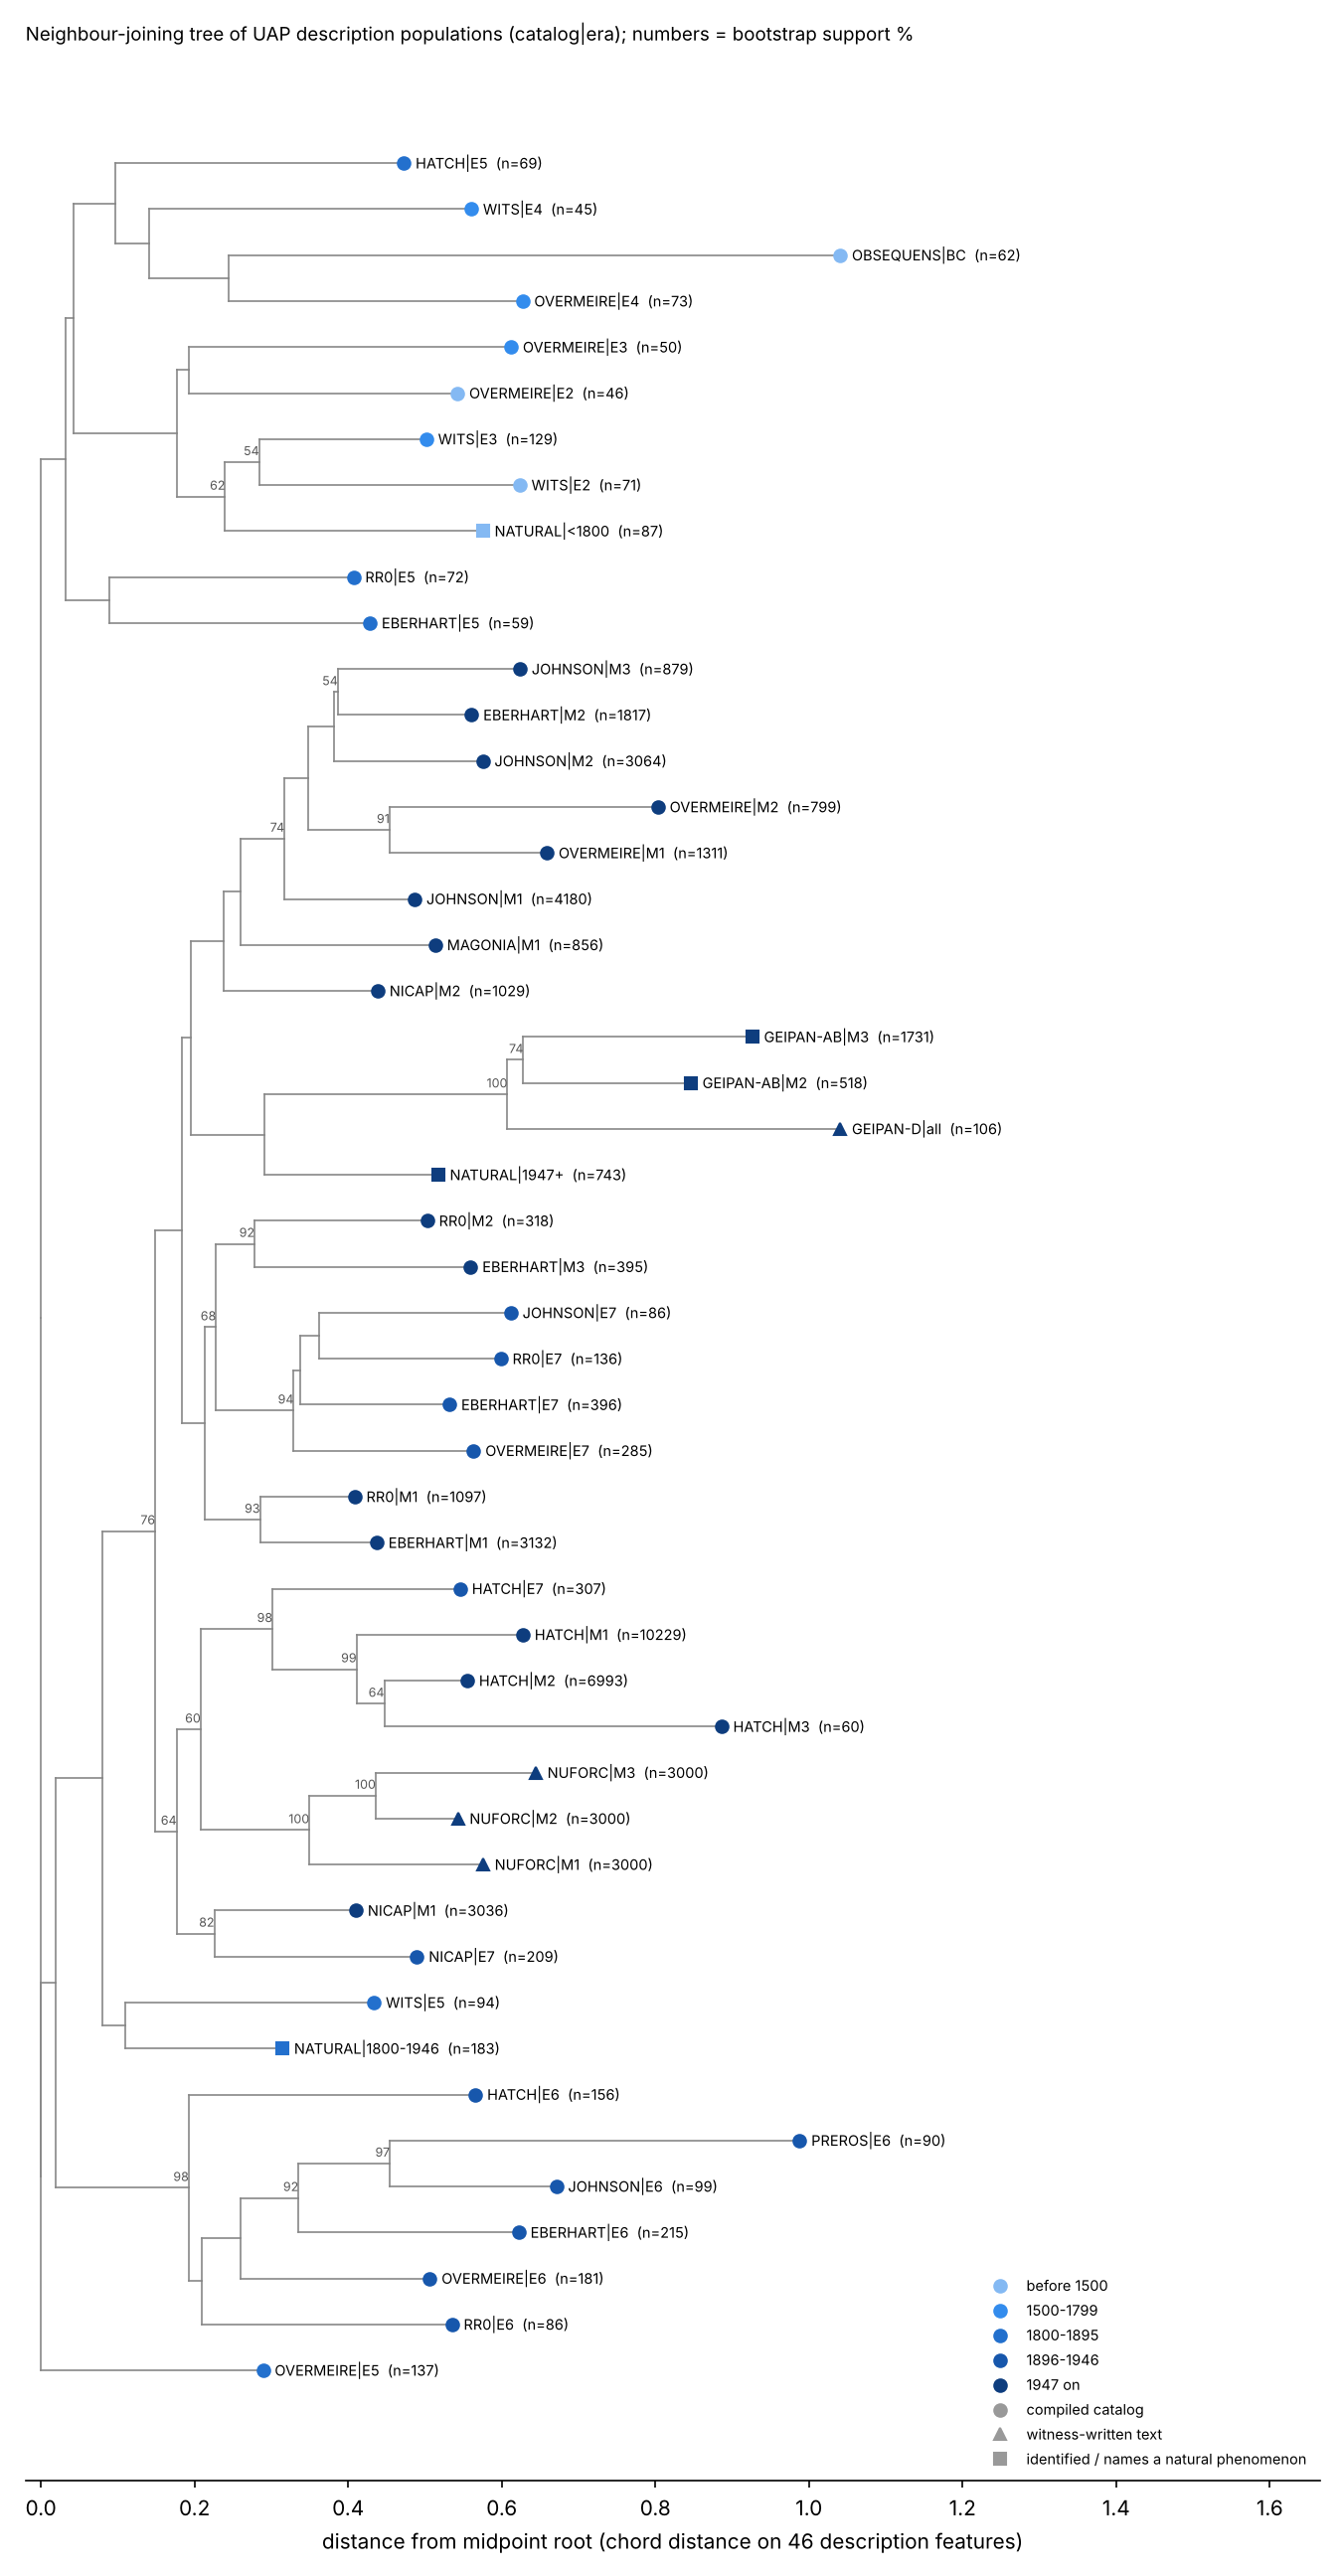 Neighbour-joining tree of UAP description populations (catalog|era); numbers = bootstrap support %
HATCH|E5 (n=69)
WITS|E4 (n=45)
OBSEQUENS|BC (n=62)
OVERMEIRE|E4 (n=73)
OVERMEIRE|E3 (n=50)
OVERMEIRE|E2 (n=46)
WITS|E3 (n=129)
54
WITS|E2 (n=71)
62
NATURAL|<1800 (n=87)
RR0|E5 (n=72)
EBERHART|E5 (n=59)
JOHNSON|M3 (n=879)
54
EBERHART|M2 (n=1817)
JOHNSON|M2 (n=3064)
OVERMEIRE|M2 (n=799)
91
74
OVERMEIRE|M1 (n=1311)
JOHNSON|M1 (n=4180)
MAGONIA|M1 (n=856)
NICAP|M2 (n=1029)
GEIPAN-AB|M3 (n=1731)
74
GEIPAN-AB|M2 (n=518)
100
GEIPAN-D|all (n=106)
NATURAL|1947+ (n=743)
RR0|M2 (n=318)
92
EBERHART|M3 (n=395)
JOHNSON|E7 (n=86)
68
RR0|E7 (n=136)
94
EBERHART|E7 (n=396)
OVERMEIRE|E7 (n=285)
RR0|M1 (n=1097)
93
76
EBERHART|M1 (n=3132)
HATCH|E7 (n=307)
98
HATCH|M1 (n=10229)
99
HATCH|M2 (n=6993)
64
60
HATCH|M3 (n=60)
NUFORC|M3 (n=3000)
100
NUFORC|M2 (n=3000)
100
64
NUFORC|M1 (n=3000)
NICAP|M1 (n=3036)
82
NICAP|E7 (n=209)
WITS|E5 (n=94)
NATURAL|1800-1946 (n=183)
HATCH|E6 (n=156)
PREROS|E6 (n=90)
97
98
JOHNSON|E6 (n=99)
92
EBERHART|E6 (n=215)
OVERMEIRE|E6 (n=181)
RR0|E6 (n=86)
OVERMEIRE|E5 (n=137)
before 1500
1500-1799
1800-1895
1896-1946
1947 on
compiled catalog
witness-written text
identified / names a natural phenomenon
0.0 0.2 0.4 0.6 0.8 1.0 1.2 1.4 1.6
distance from midpoint root (chord distance on 46 description features)